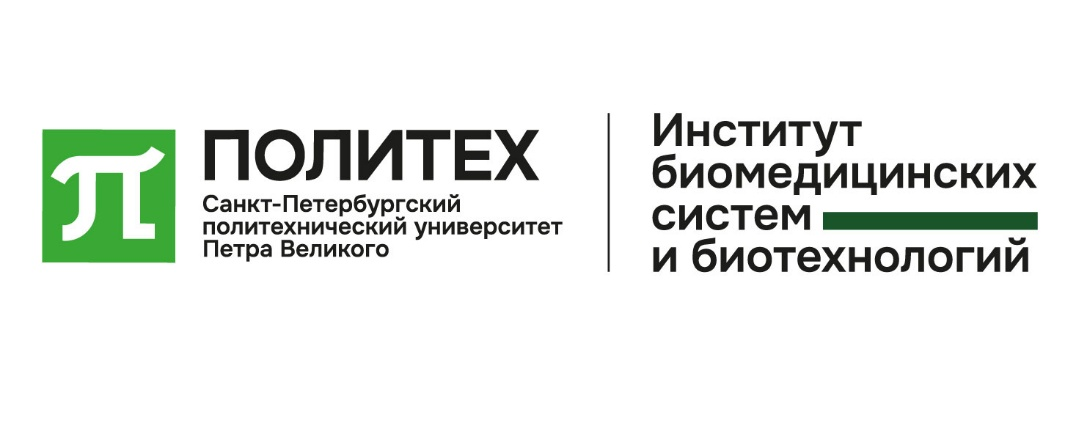 ПОЛИТЕХ
Санкт-Петербургский
политехнический университет
Петра Великого
Институт
биомедицинских
систем
и биотехнологий